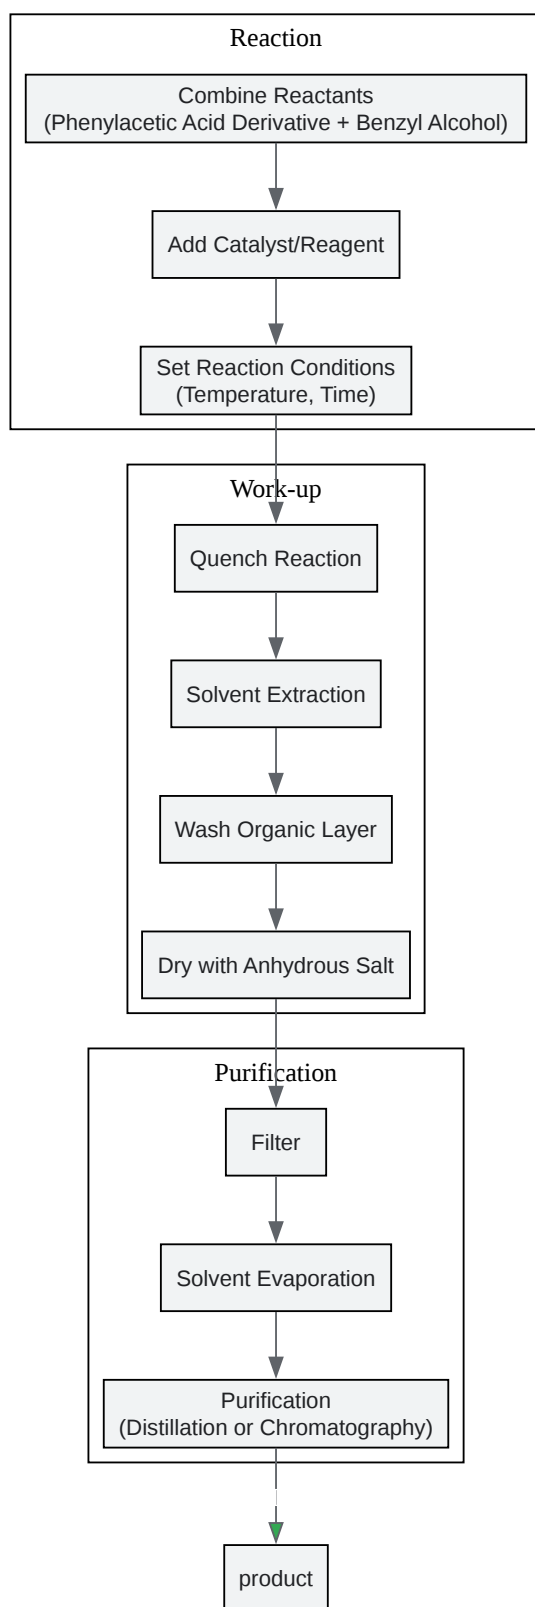 Reaction
Combine Reactants
(Phenylacetic Acid Derivative + Benzyl Alcohol)
Add Catalyst/Reagent
Set Reaction Conditions
(Temperature, Time)
Work-up
Quench Reaction
Solvent Extraction
Wash Organic Layer
Dry with Anhydrous Salt
Purification
Filter
Solvent Evaporation
Purification
(Distillation or Chromatography)
product